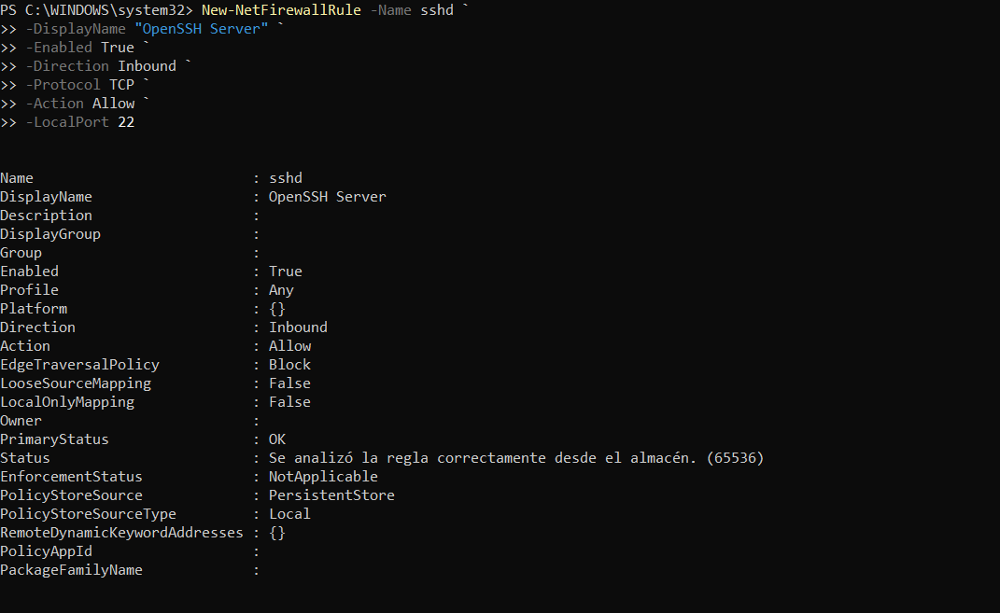 PS C:\WINDOWS\system32> New-NetFirewallRule -Name sshd `
>> -DisplayName "OpenSSH Server" `
>> -Enabled True `
>> -Direction Inbound `
>> -Protocol TCP `
>> -Action Allow `
>> -LocalPort 22
Name                          : sshd
DisplayName                   : OpenSSH Server
Description                   :
DisplayGroup                  :
Group                         :
Enabled                       : True
Profile                       : Any
Platform                      : {}
Direction                     : Inbound
Action                        : Allow
EdgeTraversalPolicy           : Block
LooseSourceMapping            : False
LocalOnlyMapping              : False
Owner                         :
PrimaryStatus                 : OK
Status                        : Se analizó la regla correctamente desde el almacén. (65536)
EnforcementStatus             : NotApplicable
PolicyStoreSource             : PersistentStore
PolicyStoreSourceType         : Local
RemoteDynamicKeywordAddresses : {}
PolicyAppId                   :
PackageFamilyName             :